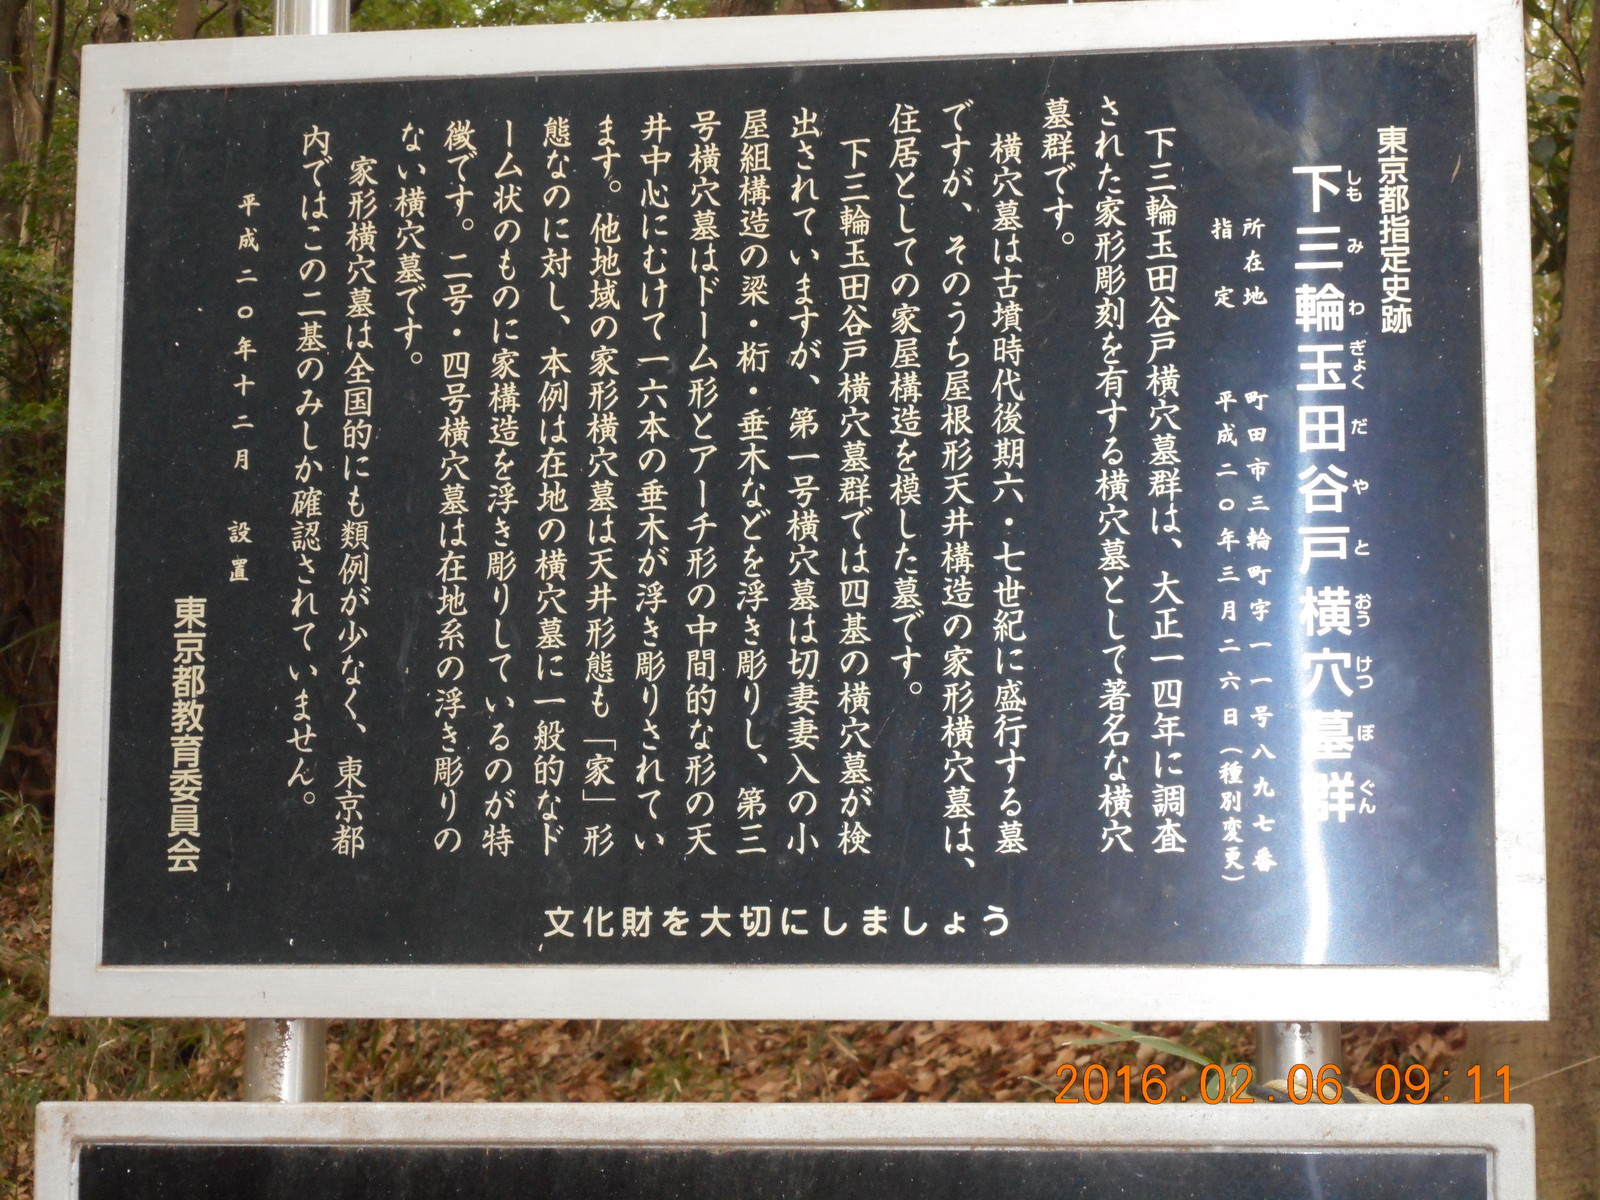 東京都指定史跡
下三輪玉田谷戸横穴墓群
しもみわぎょくだやとおうけつぼぐん
所在地 町田市三輪町字一一号八九七番
指定 平成二〇年三月二六日（種別変更）
下三輪玉田谷戸横穴墓群は、大正一四年に調査
された家形彫刻を有する横穴墓として著名な横穴
墓群です。
横穴墓は古墳時代後期六・七世紀に盛行する墓
ですが、そのうち屋根形天井構造の家形横穴墓は、
住居としての家屋構造を模した墓です。
下三輪玉田谷戸横穴墓群では四基の横穴墓が検
出されていますが、第一号横穴墓は切妻妻入の小
屋組構造の梁・桁・垂木などを浮き彫りし、第三
号横穴墓はドーム形とアーチ形の中間的な形の天
井中心にむけて一六本の垂木が浮き彫りされてい
ます。他地域の家形横穴墓は天井形態も「家」形
態なのに対し、本例は在地の横穴墓に一般的なド
ーム状のものに家構造を浮き彫りしているのが特
徴です。二号・四号横穴墓は在地系の浮き彫りの
ない横穴墓です。
家形横穴墓は全国的にも類例が少なく、東京都
内ではこの二基のみしか確認されていません。
平成二〇年十二月 設置
東京都教育委員会
文化財を大切にしましょう
2016.02.06 09:11